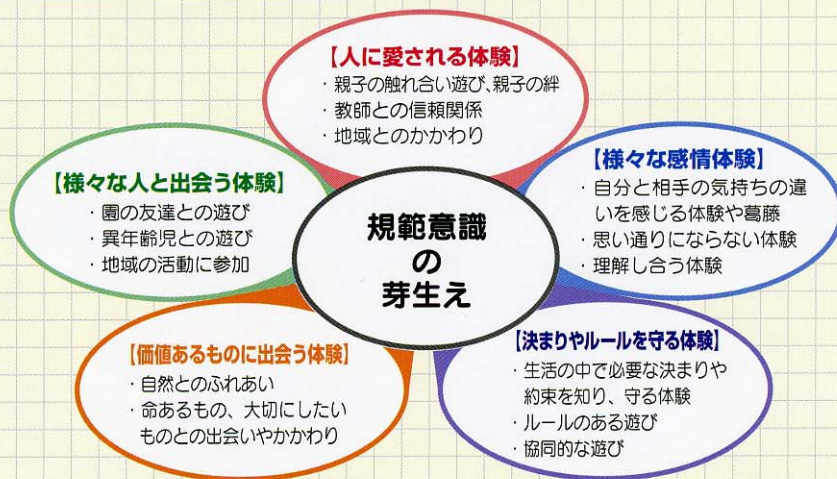 【人に愛される体験】
・親子の触れ合い遊び、親子の絆
・教師との信頼関係
・地域とのかかわり
【様々な人と出会う体験】
・園の友達との遊び
・異年齢児との遊び
・地域の活動に参加
【様々な感情体験】
・自分と相手の気持ちの違
いを感じる体験や葛藤
・思い通りにならない体験
・理解し合う体験
規範意識
の
芽生え
【価値あるものに出会う体験】
・自然とのふれあい
・命あるもの、大切にしたい
ものとの出会いやかかわり
【決まりやルールを守る体験】
・生活の中で必要な決まりや
約束を知り、守る体験
・ルールのある遊び
・協同的な遊び